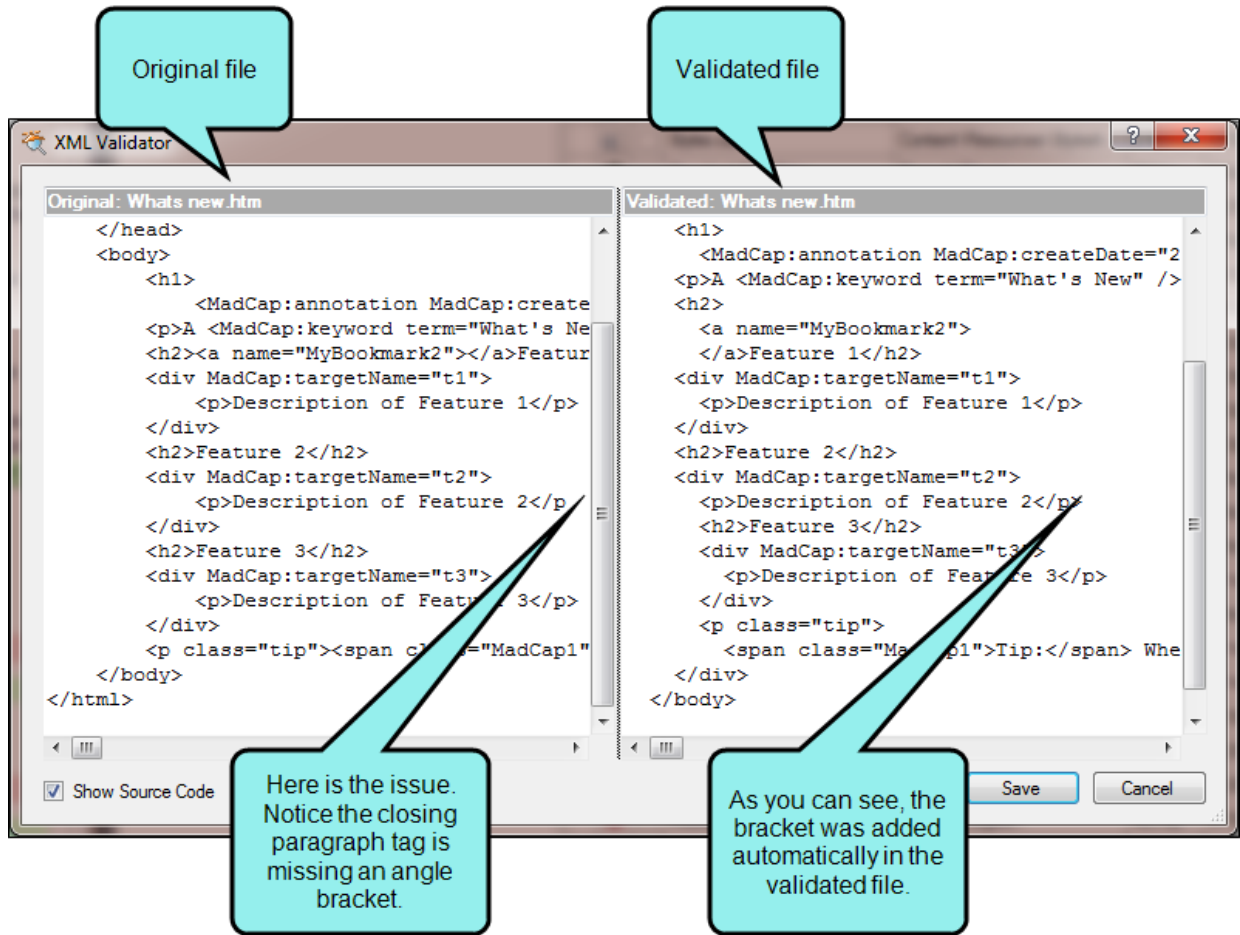 Original file
Validated file
XML Validator
Original: Whats new.htm
</head>
<body>
<h1>
<MadCap:annotation MadCap:create
<p>A <MadCap:keyword term="What's Ne
<h2><a name="MyBookmark2"></a>Featur
<div MadCap:targetName="t1">
<p>Description of Feature 1</p>
</div>
<h2>Feature 2</h2>
<div MadCap:targetName="t2">
<p>Description of Feature 2</p
</div>
<h2>Feature 3</h2>
<div MadCap:targetName="t3">
<p>Description of Feature 3</p>
</div>
<p class="tip"><span class="MadCap1"
</body>
</html>
Validated: Whats new.htm
<h1>
<MadCap:annotation MadCap:createDate="2
<p>A <MadCap:keyword term="What's New" />
<h2>
<a name="MyBookmark2">
</a>Feature 1</h2>
<div MadCap:targetName="t1">
<p>Description of Feature 1</p>
</div>
<h2>Feature 2</h2>
<div MadCap:targetName="t2">
<p>Description of Feature 2</p>
<h2>Feature 3</h2>
<div MadCap:targetName="t3">
<p>Description of Feature 3</p>
</div>
<p class="tip">
<span class="MadCap1">Tip:</span> Whe
</div>
</body>
Show Source Code
Here is the issue.
Notice the closing
paragraph tag is
missing an angle
bracket.
As you can see, the
bracket was added
automatically in the
validated file.
Save
Cancel